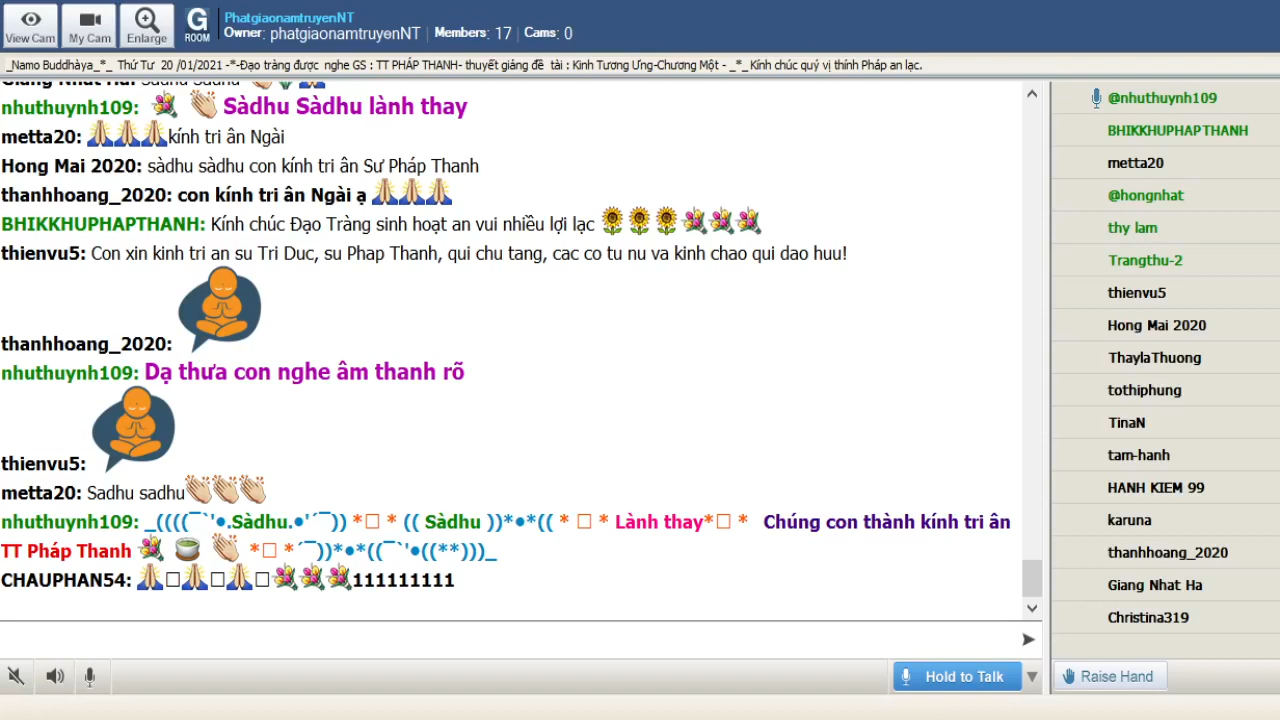 View Cam
My Cam
Enlarge
G
ROOM
PhatgiaonamtruyenNT
Owner: phatgiaonamtruyenNT | Members: 17 | Cams: 0
_Namo Buddhàya_*_ Thứ Tư 20 /01/2021 -*-Đạo tràng được nghe GS : TT PHÁP THANH- thuyết giảng đề tài : Kinh Tương Ưng-Chương Một - _*_Kính chúc quý vị thính Pháp an lạc.
nhuthuynh109: Sàdhu Sàdhu lành thay
metta20: kính tri ân Ngài
Hong Mai 2020: sàdhu sàdhu con kính tri ân Sư Pháp Thanh
thanhhoang_2020: con kính tri ân Ngài ạ
BHIKKHUPHAPTHANH: Kính chúc Đạo Tràng sinh hoạt an vui nhiều lợi lạc
thienvu5: Con xin kinh tri an su Tri Duc, su Phap Thanh, qui chu tang, cac co tu nu va kinh chao qui dao huu!
thanhhoang_2020:
nhuthuynh109: Dạ thưa con nghe âm thanh rõ
thienvu5:
metta20: Sadhu sadhu
nhuthuynh109: _((((¯`'•.Sàdhu.•'´¯)) *□ * (( Sàdhu ))*•*(( * □ * Lành thay*□ * Chúng con thành kính tri ân
TT Pháp Thanh *□ *´¯))*•*((¯`'•((**)))_
CHAUPHAN54: □□□111111111
@nhuthuynh109
BHIKKHUPHAPTHANH
metta20
@hongnhat
thy lam
Trangthu-2
thienvu5
Hong Mai 2020
ThaylaThuong
tothiphung
TinaN
tam-hanh
HANH KIEM 99
karuna
thanhhoang_2020
Giang Nhat Ha
Christina319
Hold to Talk
Raise Hand